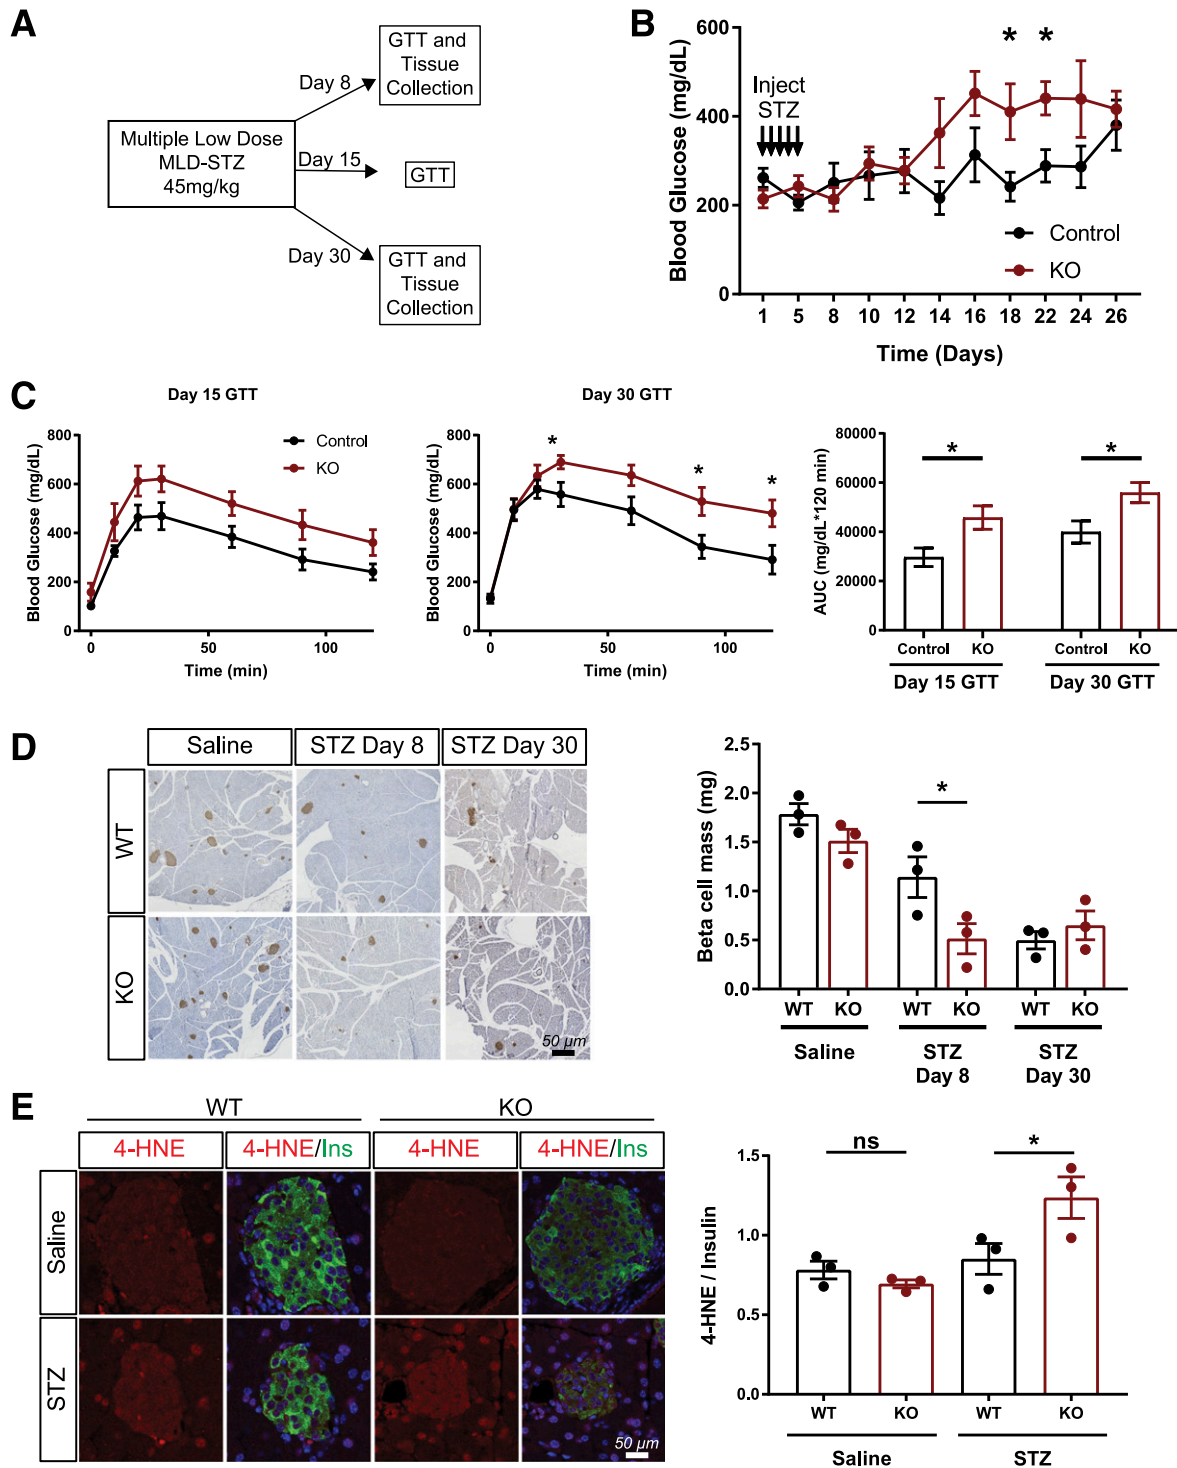 A
Multiple Low Dose
MLD-STZ
45mg/kg
Day 8
Day 15
Day 30
GTT and
Tissue
Collection
GTT
GTT and
Tissue
Collection
B
Blood Glucose (mg/dL)
600
400
200
0
Inject
STZ
* *
Control
KO
1 5 8 10 12 14 16 18 22 24 26
Time (Days)
C
Day 15 GTT
Blood Glucose (mg/dL)
800
600
400
200
0
Control
KO
0 50 100
Time (min)
Day 30 GTT
Blood Glucose (mg/dL)
800
600
400
200
0
* * *
0 50 100
Time (min)
AUC (mg/dL*120 min)
80000
60000
40000
20000
0
* *
Control KO Control KO
Day 15 GTT Day 30 GTT
D
Saline STZ Day 8 STZ Day 30
WT
KO
50 µm
Beta cell mass (mg)
2.5
2.0
1.5
1.0
0.5
0.0
*
WT KO WT KO WT KO
Saline STZ STZ
Day 8 Day 30
E
WT KO
4-HNE 4-HNE/Ins 4-HNE 4-HNE/Ins
Saline
STZ
50 µm
4-HNE / Insulin
1.5
1.0
0.5
0.0
ns *
WT KO WT KO
Saline STZ